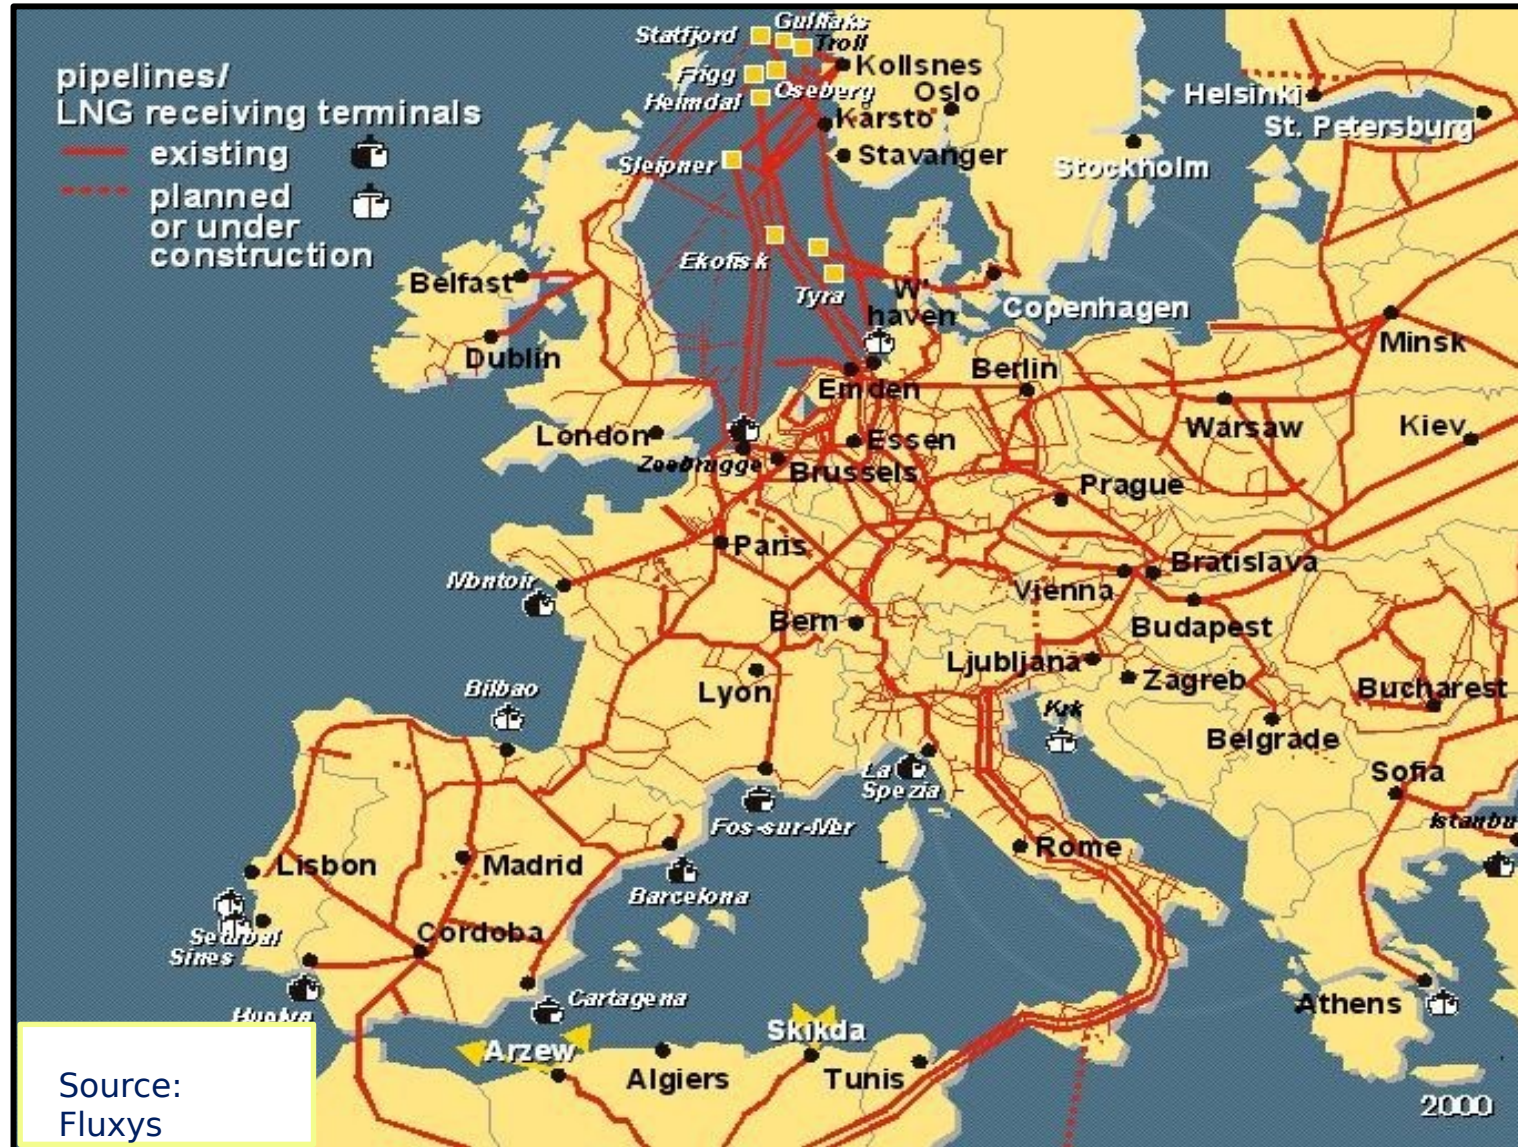 Statfjord
Gullfaks
Troll
Frigg
Oseberg
Heimdal
Kollsnes
Oslo
Kårsto
Stavanger
Sleipner
pipelines/
LNG receiving terminals
existing
planned
or under
construction
Helsinki
St. Petersburg
Stockholm
Ekofisk
Tyra
Belfast
Dublin
W'
haven
Copenhagen
Minsk
Emden
Berlin
London
Zeebrugge
Essen
Brussels
Warsaw
Kiev
Prague
Paris
Montoir
Bratislava
Vienna
Bern
Budapest
Ljubljana
Zagreb
Lyon
Bilbao
Krk
Bucharest
Belgrade
Sofia
La
Spezia
Fos-sur-Mer
Istanbu
Rome
Lisbon
Madrid
Barcelona
Cordoba
Setubal
Sines
Cartagena
Athens
Arzew
Skikda
Algiers
Tunis
Source:
Fluxys
2000